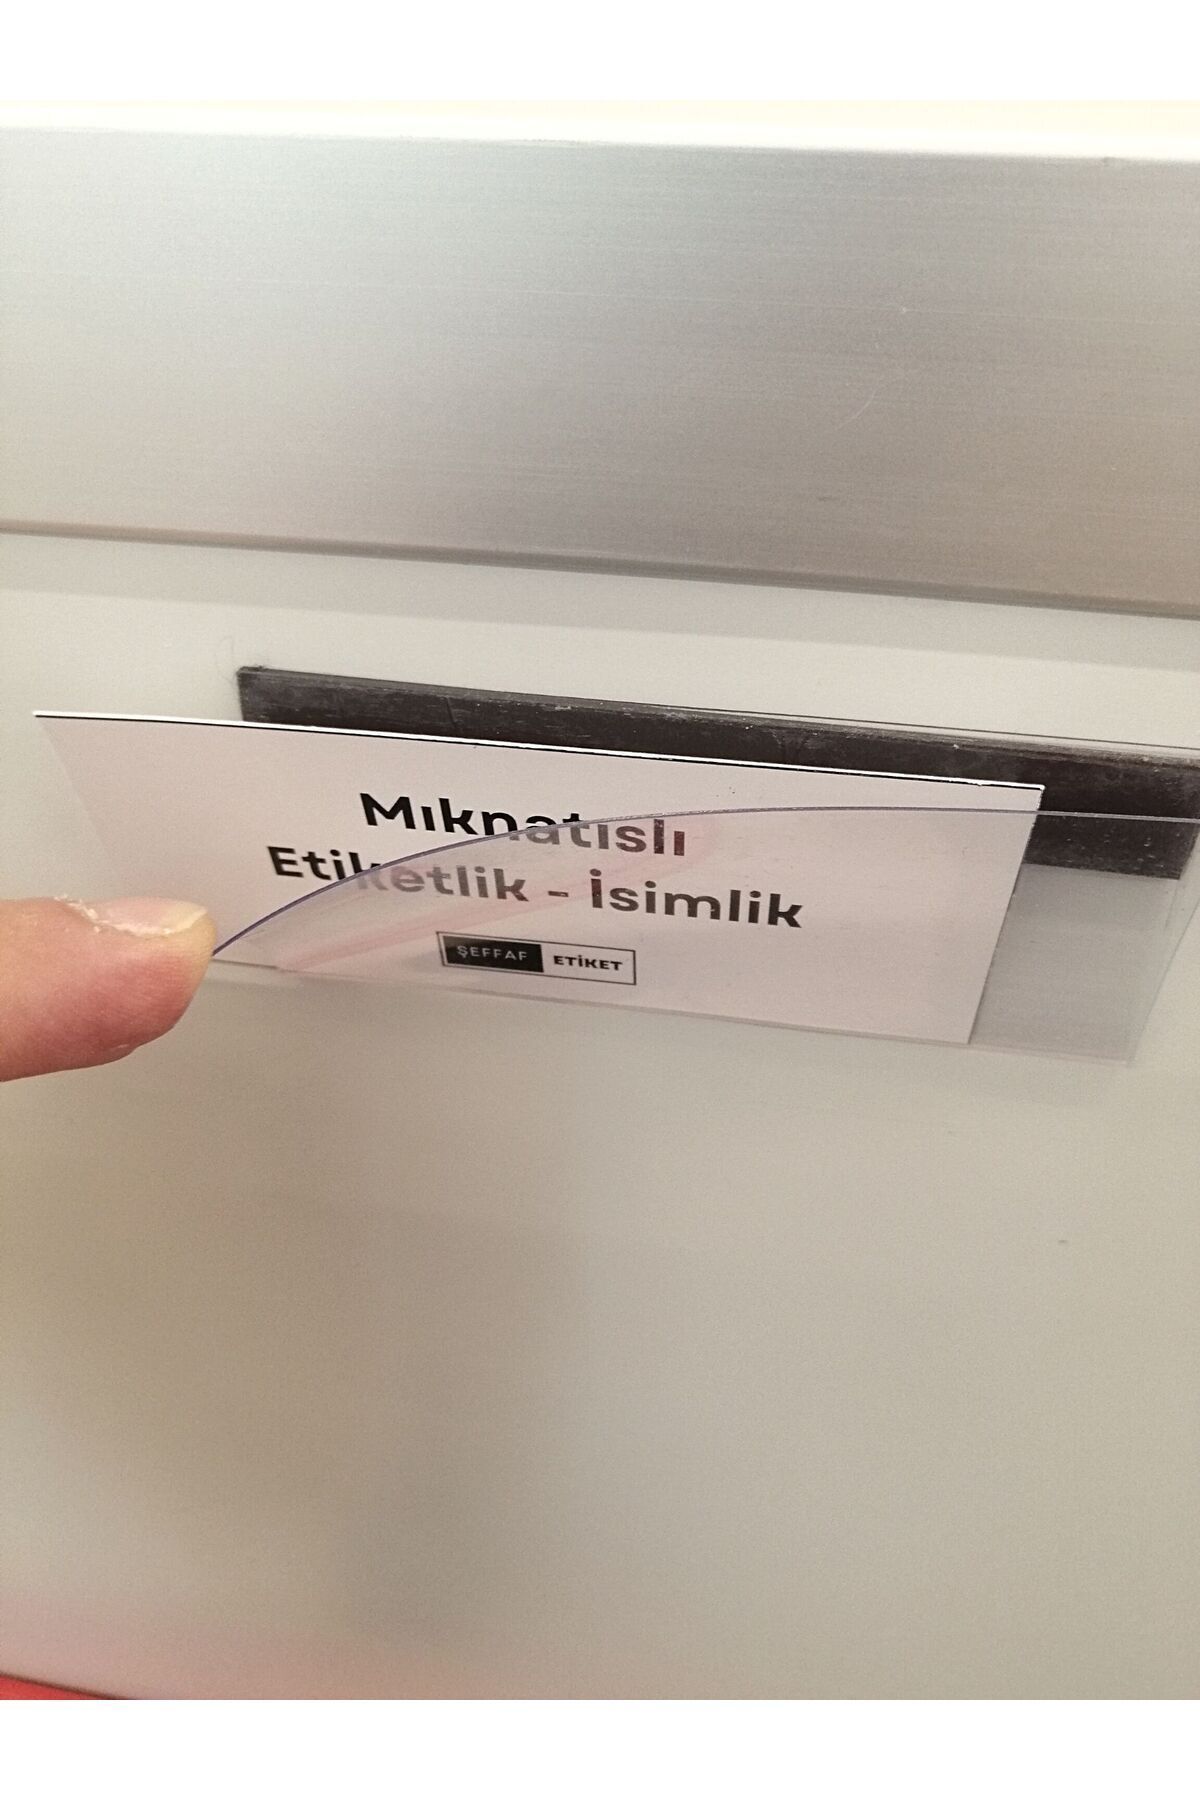 Mıknatıslı
Etiketlik - İsimlik
ŞEFFAF ETİKET